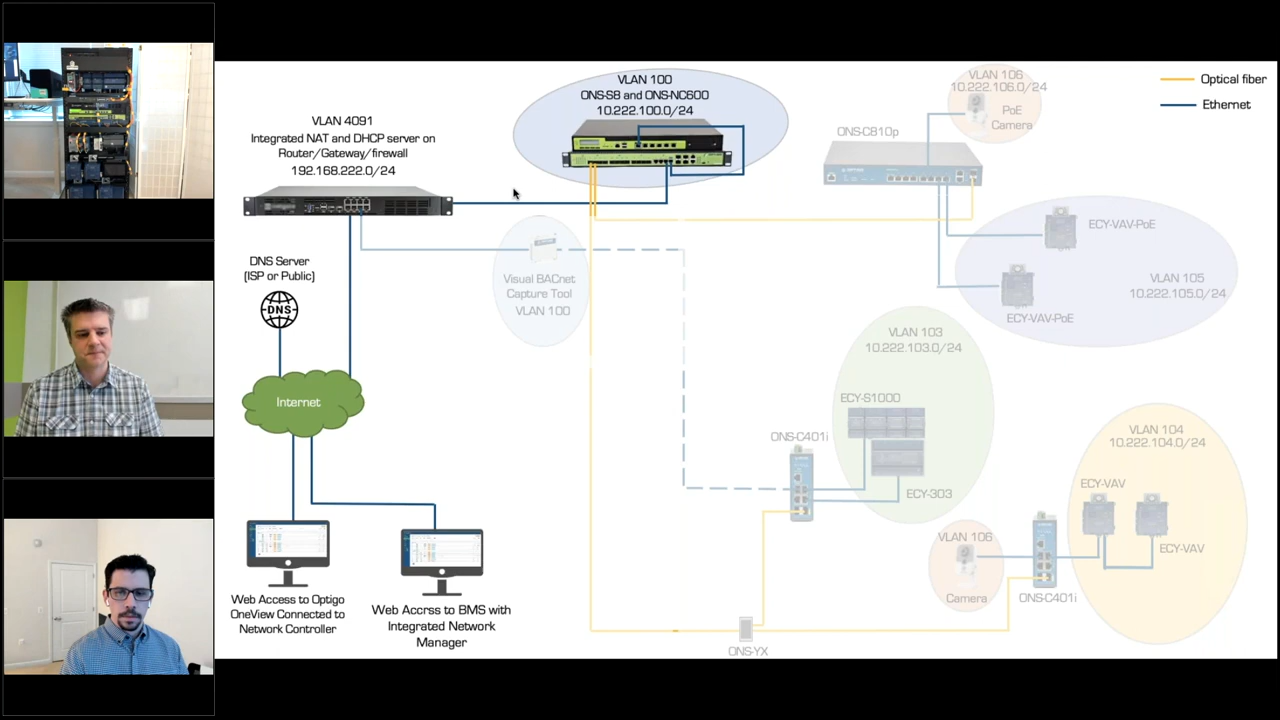 VLAN 100
ONS-S8 and ONS-NC600
10.222.100.0/24
VLAN 106
10.222.106.0/24
PoE
Camera
Optical fiber
Ethernet
VLAN 4091
Integrated NAT and DHCP server on
Router/Gateway/firewall
192.168.222.0/24
ONS-C810p
ECY-VAV-PoE
VLAN 105
10.222.105.0/24
ECY-VAV-PoE
DNS Server
(ISP or Public)
DNS
Visual BACnet
Capture Tool
VLAN 100
VLAN 103
10.222.103.0/24
Internet
ECY-S1000
ONS-C401i
ECY-303
VLAN 104
10.222.104.0/24
ECY-VAV
ECY-VAV
VLAN 106
Camera
ONS-C401i
Web Access to Optigo
OneView Connected to
Network Controller
Web Accrss to BMS with
Integrated Network
Manager
ONS-YX